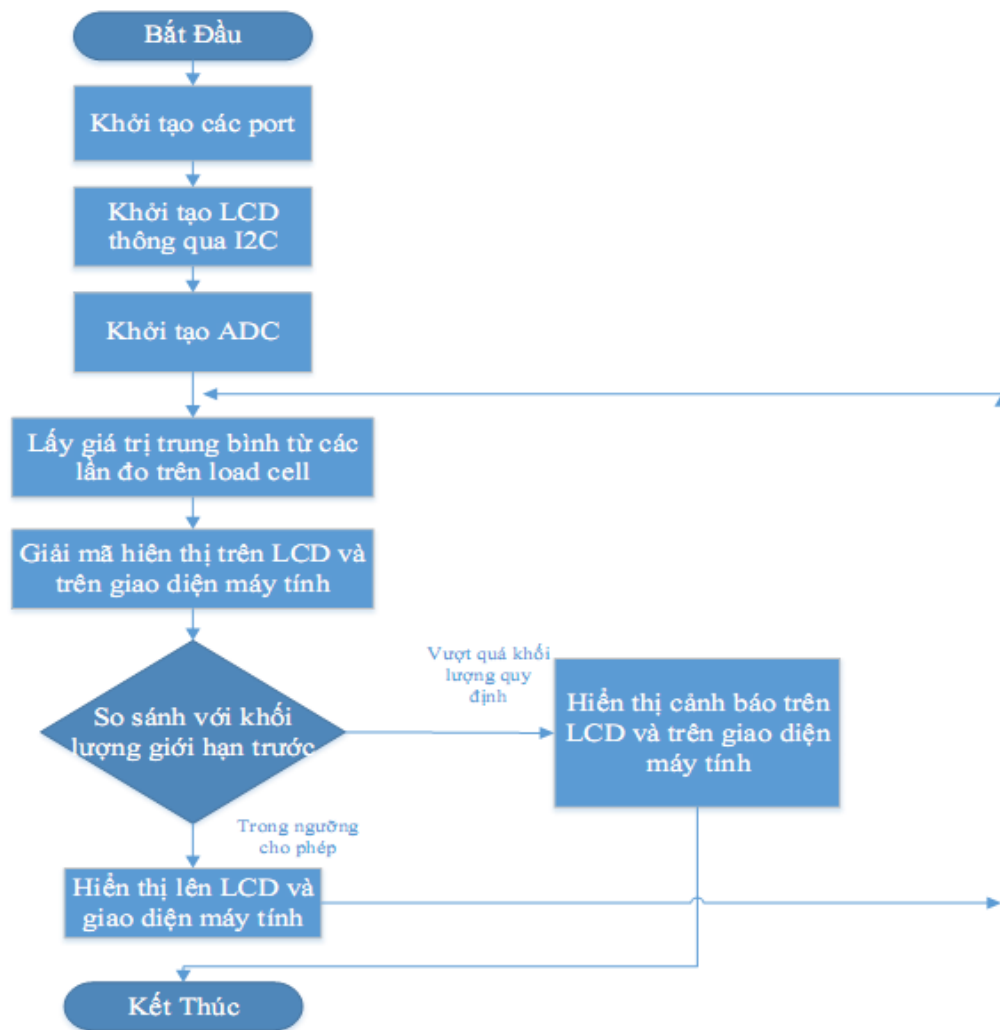 Bắt Đầu
Khởi tạo các port
Khởi tạo LCD
thông qua I2C
Khởi tạo ADC
Lấy giá trị trung bình từ các
lần đo trên load cell
Giải mã hiên thị trên LCD và
trên giao diện máy tính
So sánh với khối
lượng giới hạn trước
Vượt quá khối
lượng quy
định
Hiển thị cảnh báo trên
LCD và trên giao diện
máy tính
Trong ngưỡng
cho phép
Hiển thị lên LCD và
giao diện máy tính
Kết Thúc